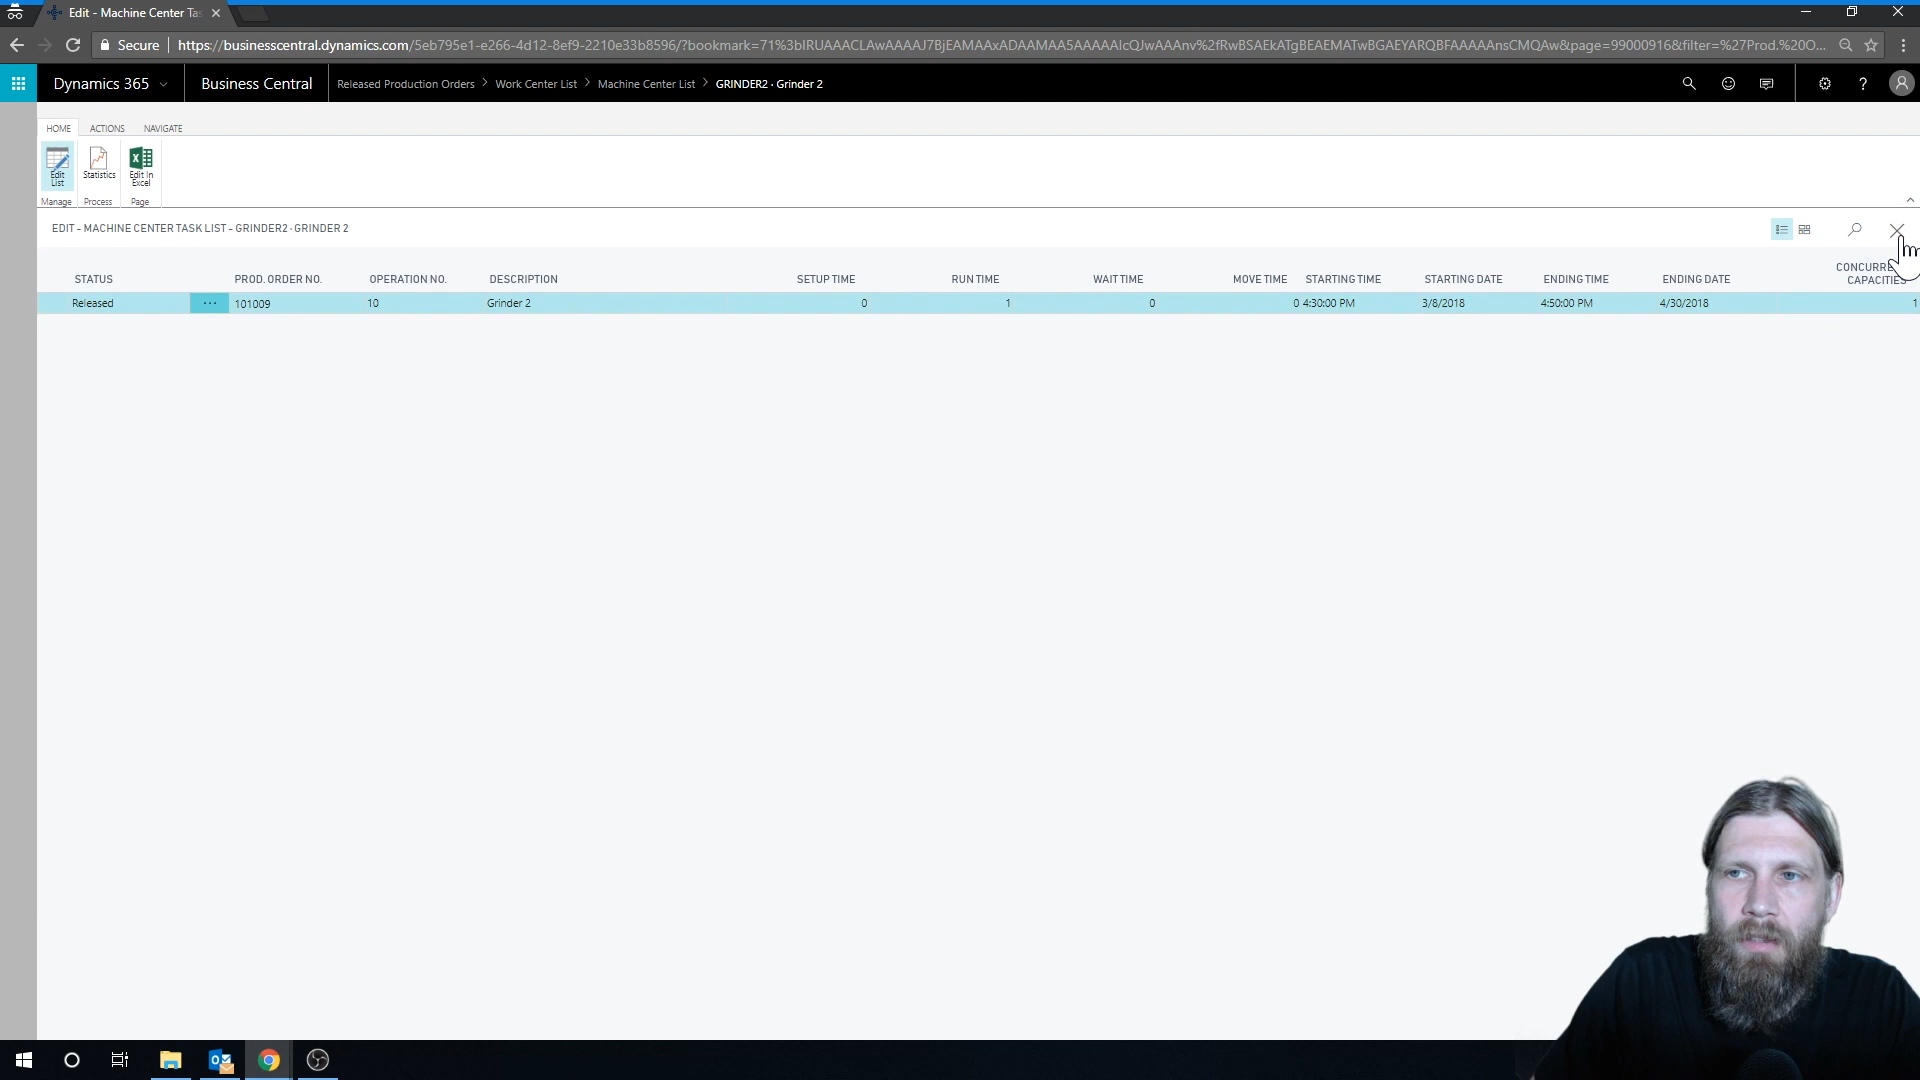 Edit - Machine Center Tas
Secure
https://businesscentral.dynamics.com/5eb795e1-e266-4d12-8ef9-2210e33b8596/?bookmark=71%3bIRUAAACLAwAAAAJ7BjEAMAAxADAAMAA5AAAAAIcQJwAAAnv%2fRwBSAEkATgBEAEMATwBGAEYARQBFAAAAAnsCMQAw&page=99000916&filter=%27Prod.%20O...
Dynamics 365
Business Central
Released Production Orders > Work Center List > Machine Center List > GRINDER2 · Grinder 2
HOME ACTIONS NAVIGATE
Edit List
Statistics
Edit In Excel
Manage Process Page
EDIT - MACHINE CENTER TASK LIST - GRINDER2 · GRINDER 2
STATUS PROD. ORDER NO. OPERATION NO. DESCRIPTION SETUP TIME RUN TIME WAIT TIME MOVE TIME STARTING TIME STARTING DATE ENDING TIME ENDING DATE CAPACITIES
Released ... 101009 10 Grinder 2 0 1 0 0 4:30:00 PM 3/8/2018 4:50:00 PM 4/30/2018 1